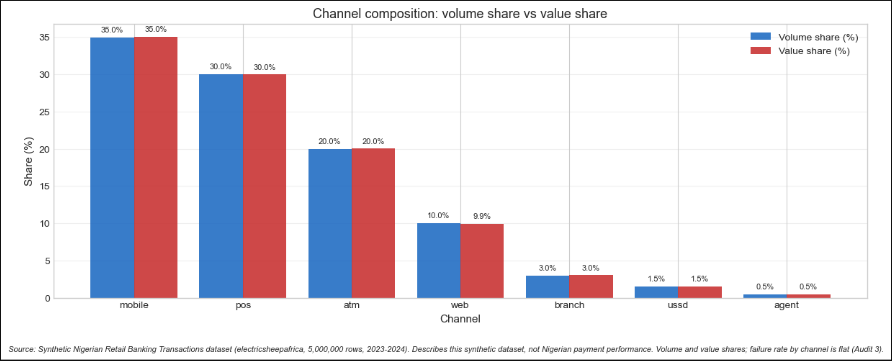 Channel composition: volume share vs value share
Volume share (%)
Value share (%)
Share (%)
35
30
25
20
15
10
5
0
35.0% 35.0%
30.0% 30.0%
20.0% 20.0%
10.0% 9.9%
3.0% 3.0%
1.5% 1.5%
0.5% 0.5%
mobile pos atm web branch ussd agent
Channel
Source: Synthetic Nigerian Retail Banking Transactions dataset (electricsheepafrica, 5,000,000 rows, 2023-2024). Describes this synthetic dataset, not Nigerian payment performance. Volume and value shares; failure rate by channel is flat (Audit 3).